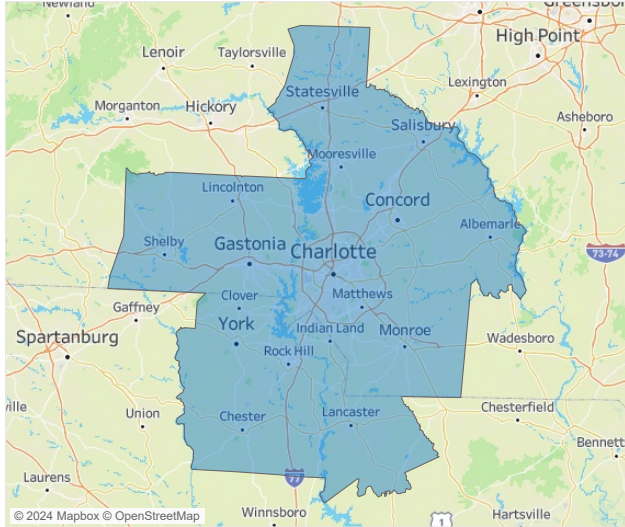 Newland
Greensboro
High Point
Lenoir
Taylorsville
Statesville
Lexington
Morganton
Hickory
Asheboro
Salisbury
Mooresville
Lincolnton
Concord
Albemarle
Shelby
Gastonia
Charlotte
73-74
Clover
Matthews
Gaffney
York
Indian Land
Monroe
Spartanburg
Rock Hill
Wadesboro
ville
Union
Chester
Lancaster
Chesterfield
Bennett
Laurens
77
Winnsboro
1
Hartsville
© 2024 Mapbox © OpenStreetMap